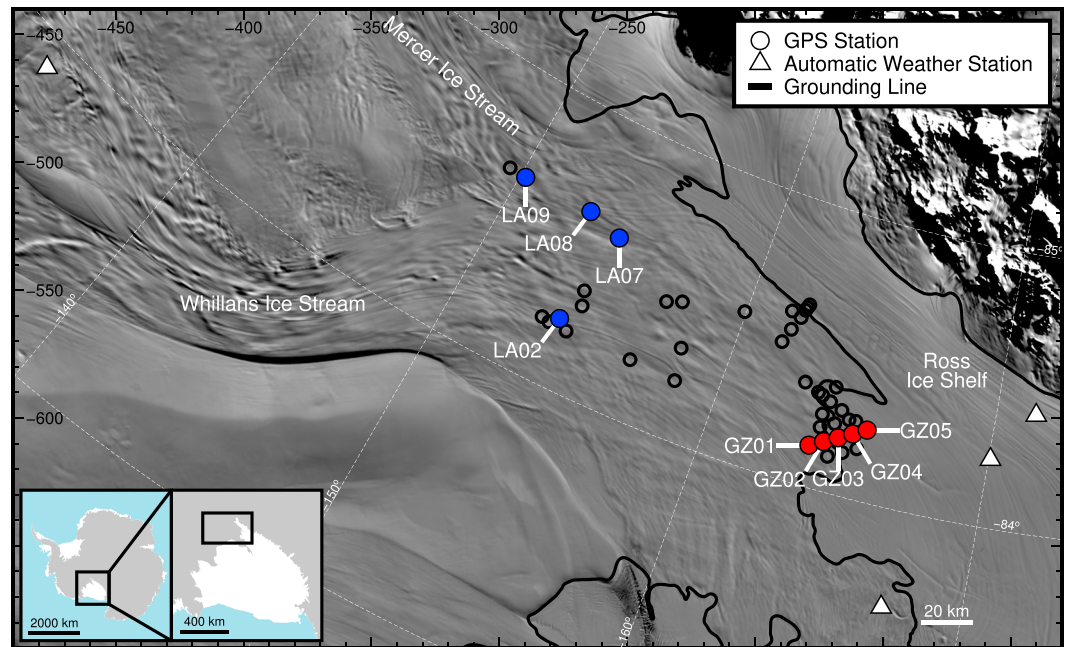 −400
−350
−300
−250
−450
−500
−550
−600
Mercer Ice Stream
GPS Station
Automatic Weather Station
Grounding Line
LA09
LA08
LA07
−85°
−140°
Whillans Ice Stream
LA02
Ross
Ice Shelf
GZ01
GZ05
GZ02
GZ03
GZ04
−150°
−84°
−160°
20 km
2000 km
400 km